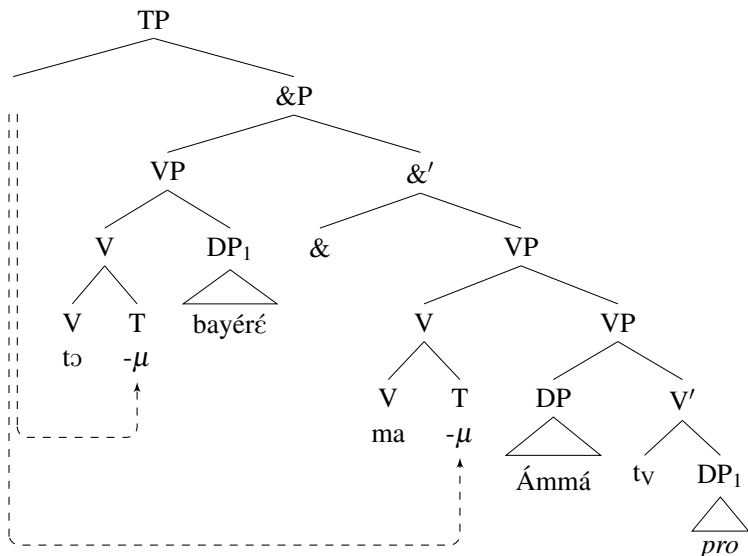 TP
&P
VP &′
V DP₁ & VP
V T bayérɛ́ V VP
tɔ -μ
V T DP V′
ma -μ Ámmá tV DP₁
pro